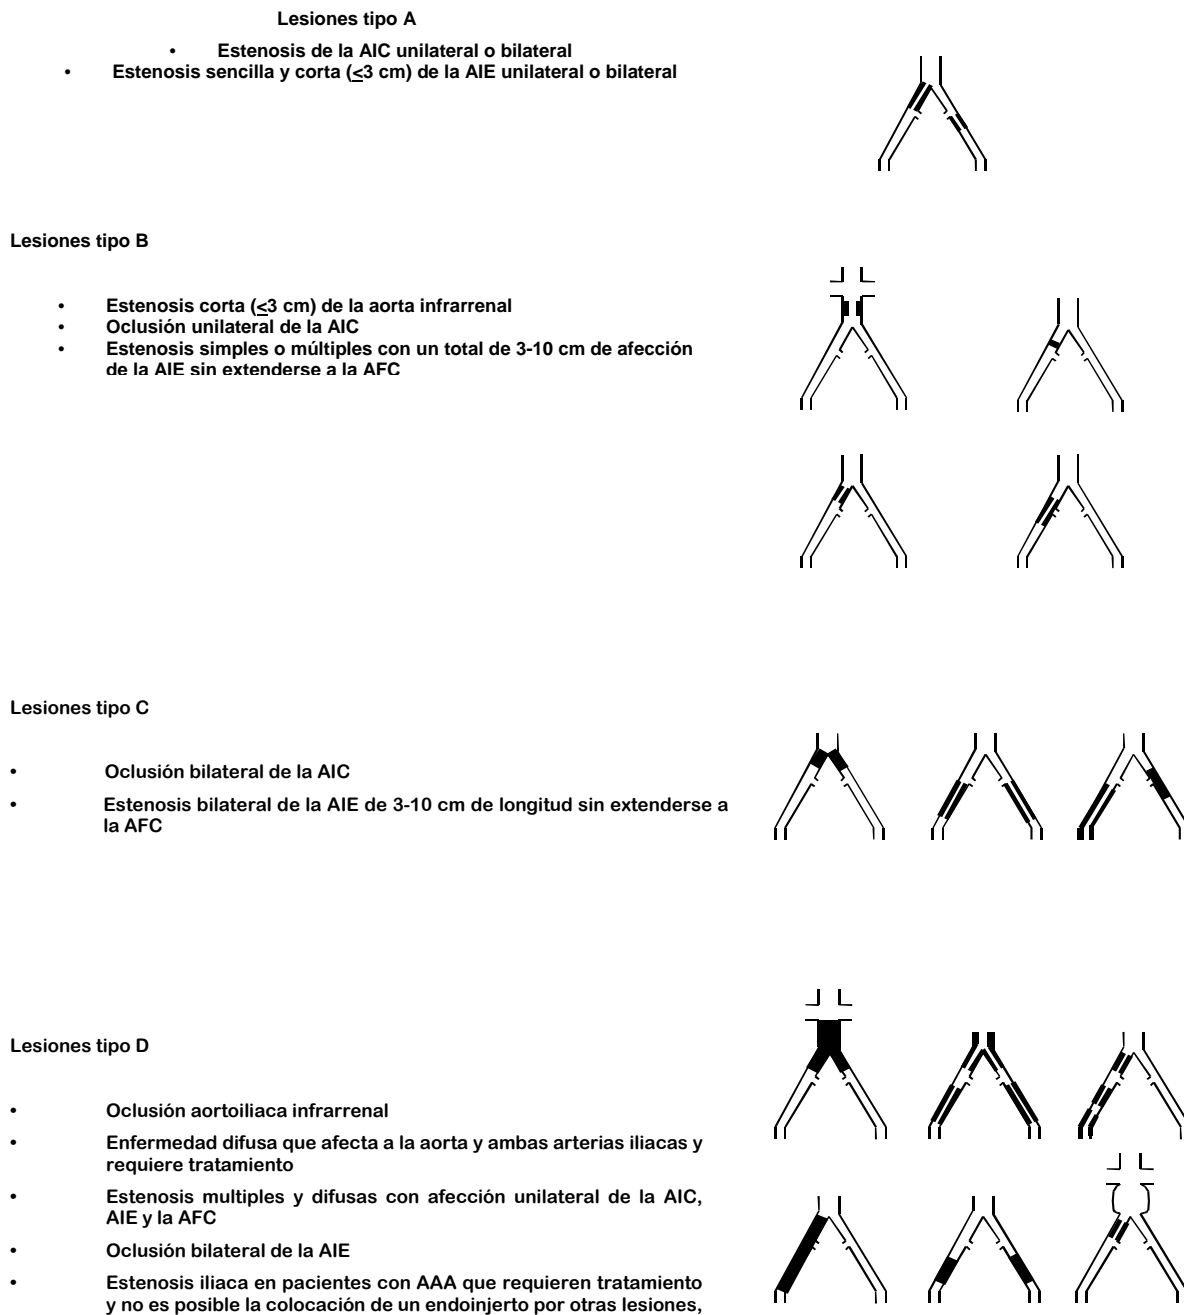 Lesiones tipo A
• Estenosis de la AIC unilateral o bilateral
• Estenosis sencilla y corta (≤3 cm) de la AIE unilateral o bilateral
Lesiones tipo B
• Estenosis corta (≤3 cm) de la aorta infrarrenal
• Oclusión unilateral de la AIC
• Estenosis simples o múltiples con un total de 3-10 cm de afección
de la AIE sin extenderse a la AFC
Lesiones tipo C
• Oclusión bilateral de la AIC
• Estenosis bilateral de la AIE de 3-10 cm de longitud sin extenderse a
la AFC
Lesiones tipo D
• Oclusión aortoiliaca infrarrenal
• Enfermedad difusa que afecta a la aorta y ambas arterias iliacas y
requiere tratamiento
• Estenosis multiples y difusas con afección unilateral de la AIC,
AIE y la AFC
• Oclusión bilateral de la AIE
• Estenosis iliaca en pacientes con AAA que requieren tratamiento
y no es posible la colocación de un endoinjerto por otras lesiones,